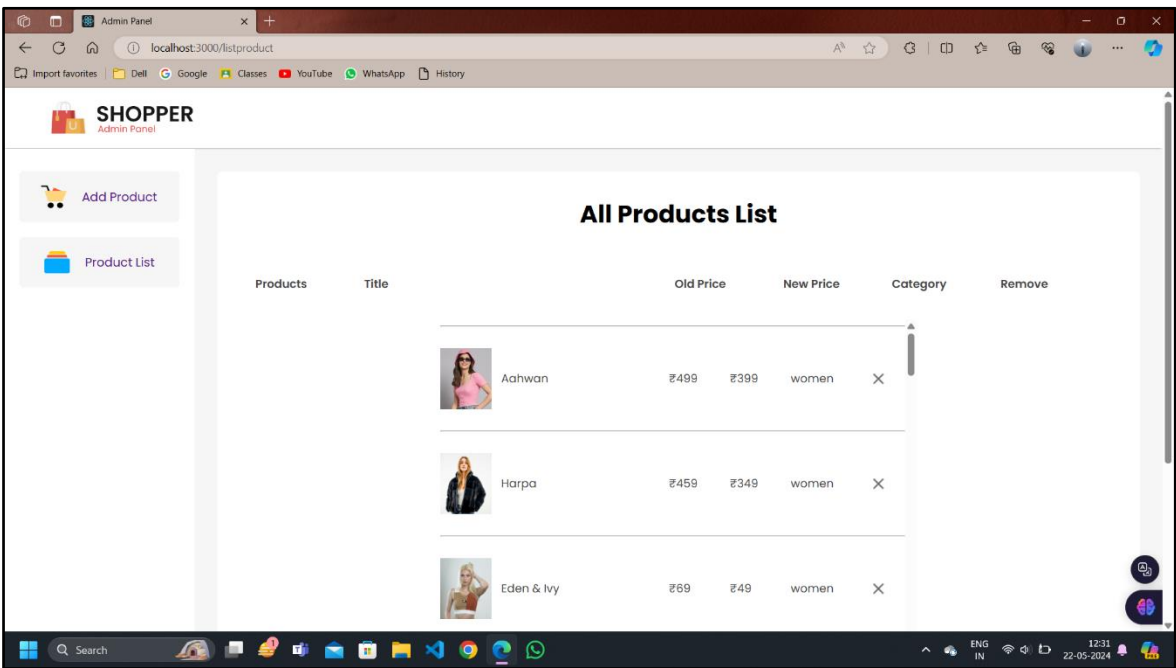 Admin Panel
localhost:3000/listproduct
Import favorites Dell Google Classes YouTube WhatsApp History
SHOPPER
Admin Panel
Add Product
Product List
All Products List
Products Title Old Price New Price Category Remove
Aahwan ₹499 ₹399 women
Harpa ₹459 ₹349 women
Eden & Ivy ₹69 ₹49 women
Search
ENG
IN
12:31
22-05-2024